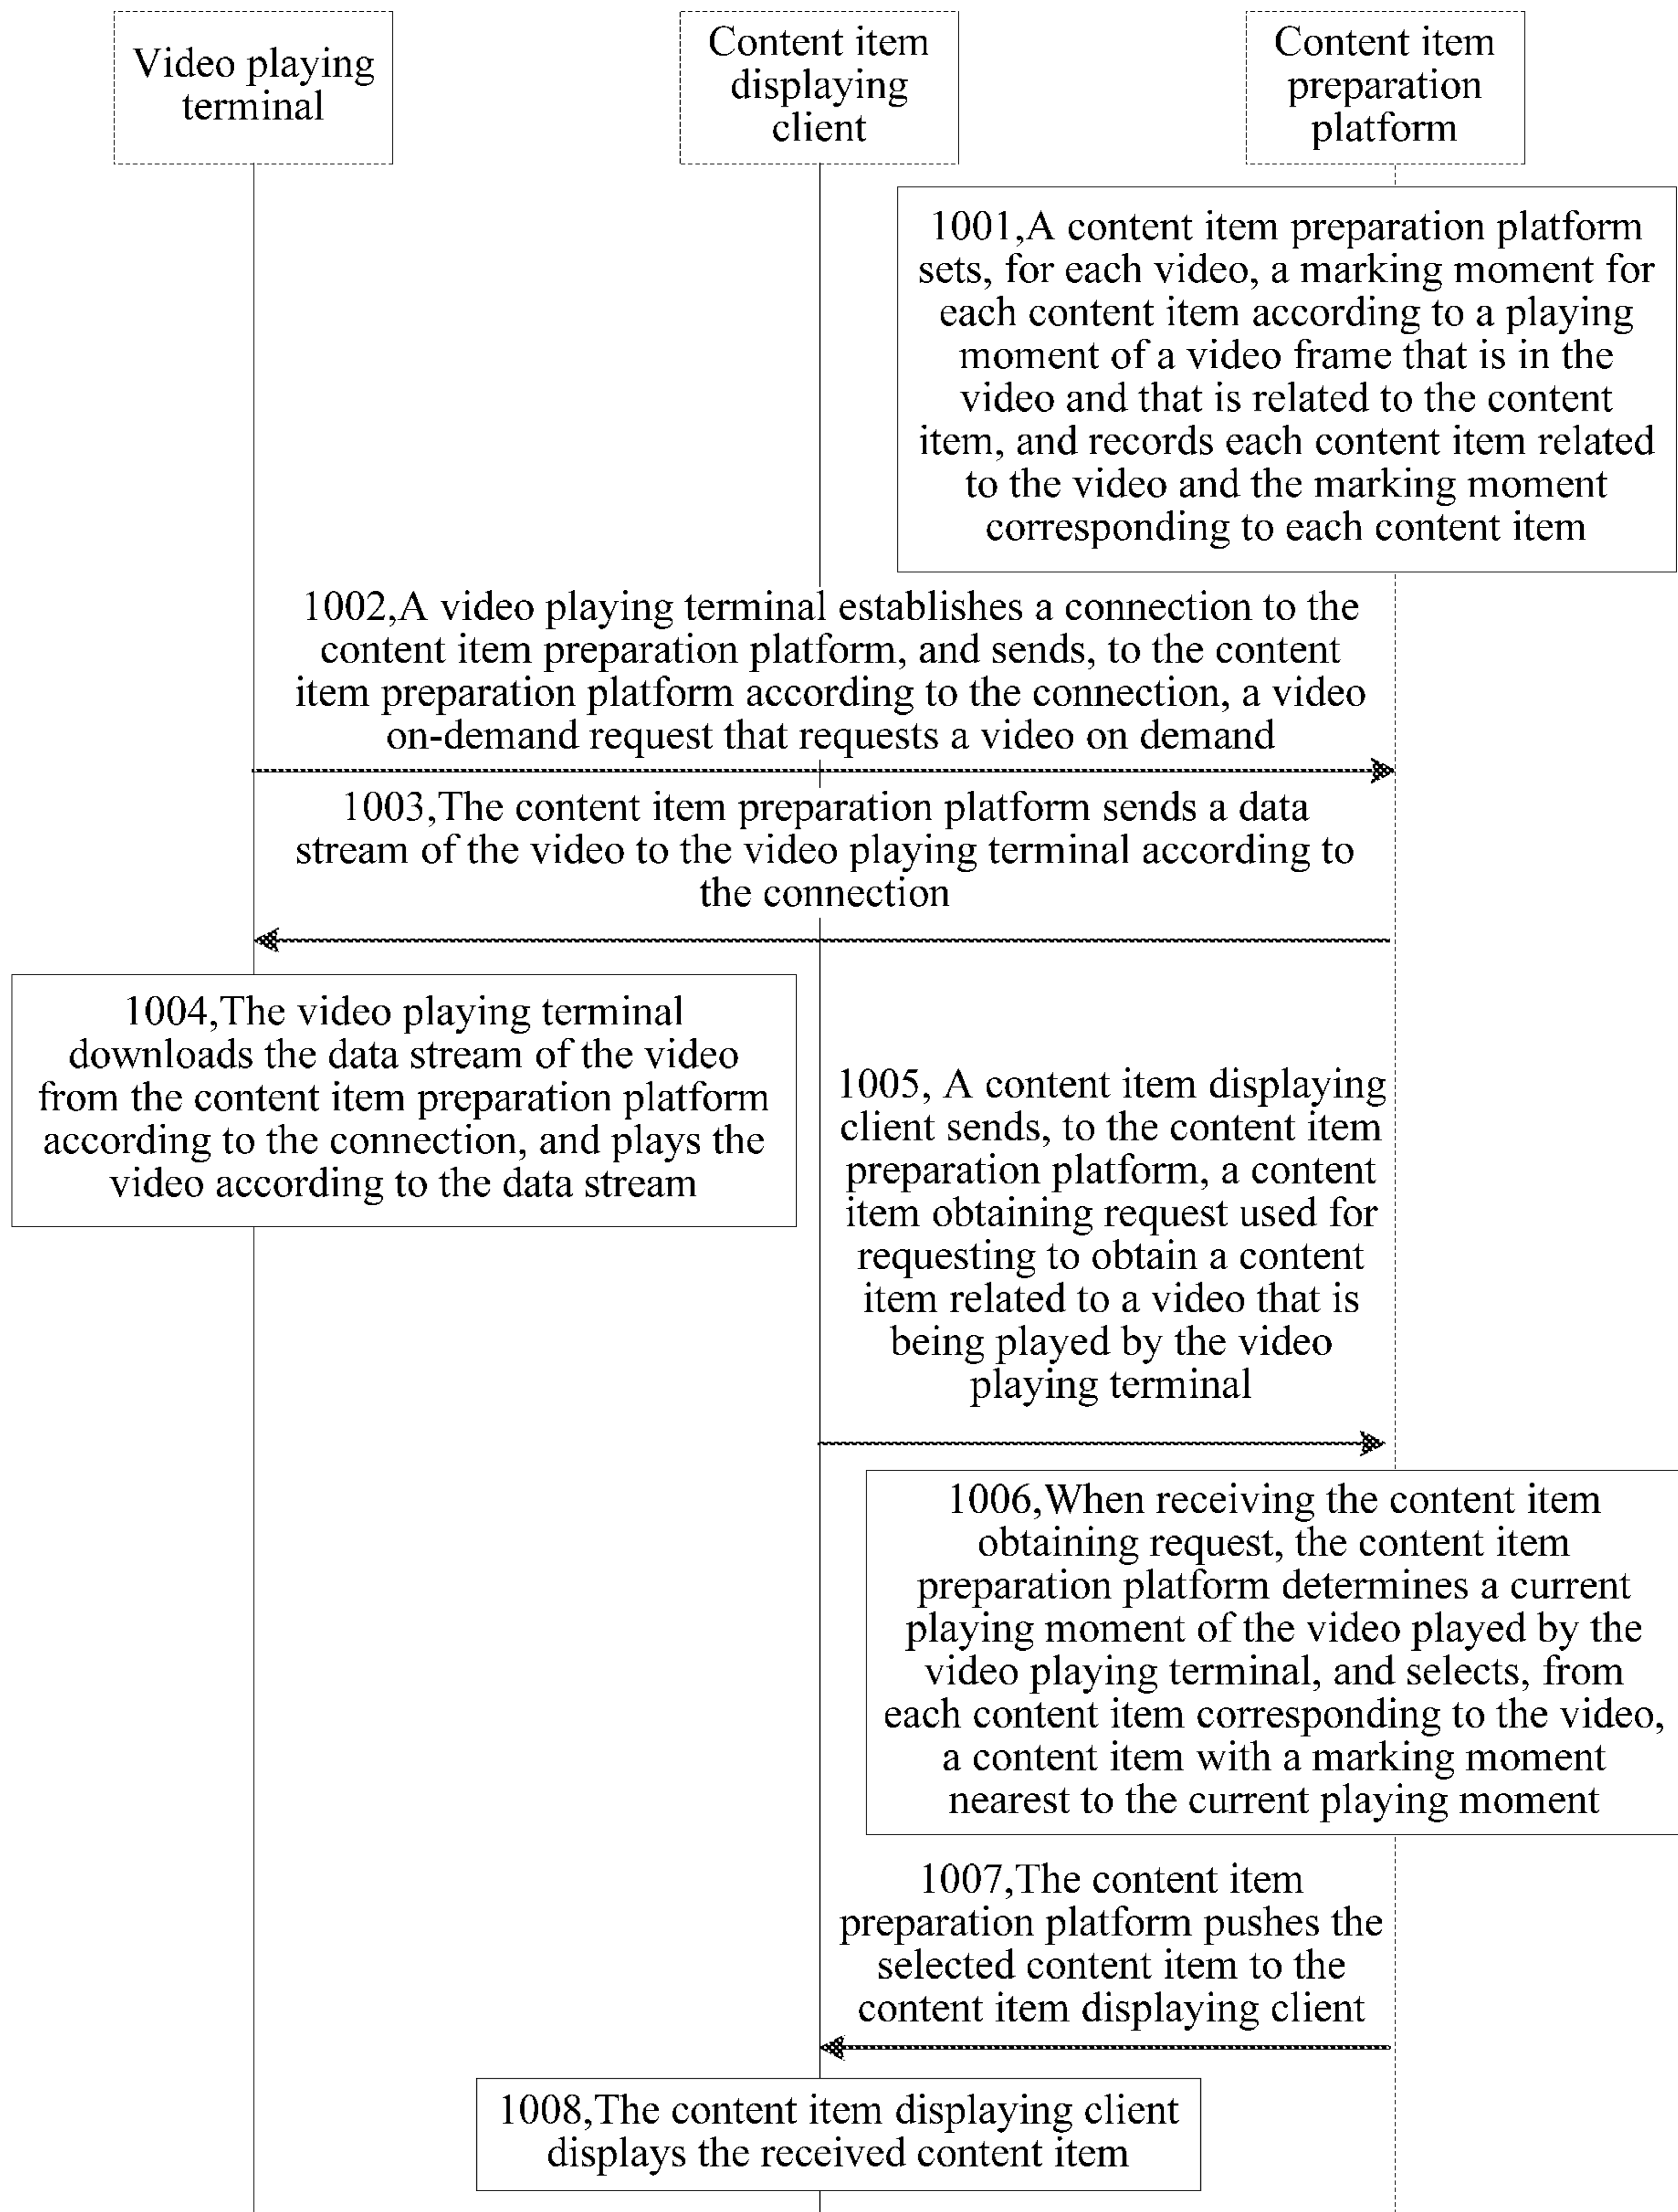 Video playing
terminal
Content item
displaying
client
Content item
preparation
platform
1001,A content item preparation platform
sets, for each video, a marking moment for
each content item according to a playing
moment of a video frame that is in the
video and that is related to the content
item, and records each content item related
to the video and the marking moment
corresponding to each content item
1002,A video playing terminal establishes a connection to the
content item preparation platform, and sends, to the content
item preparation platform according to the connection, a video
on-demand request that requests a video on demand
1003,The content item preparation platform sends a data
stream of the video to the video playing terminal according to
the connection
1004,The video playing terminal
downloads the data stream of the video
from the content item preparation platform
according to the connection, and plays the
video according to the data stream
1005, A content item displaying
client sends, to the content item
preparation platform, a content
item obtaining request used for
requesting to obtain a content
item related to a video that is
being played by the video
playing terminal
1006,When receiving the content item
obtaining request, the content item
preparation platform determines a current
playing moment of the video played by the
video playing terminal, and selects, from
each content item corresponding to the video,
a content item with a marking moment
nearest to the current playing moment
1007,The content item
preparation platform pushes the
selected content item to the
content item displaying client
1008,The content item displaying client
displays the received content item